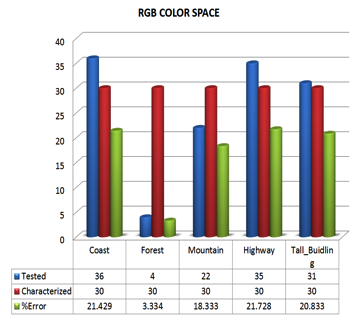 RGB COLOR SPACE
40
35
30
25
20
15
10
5
0
Coast Forest Mountain Highway Tall_Buidlin
g
Tested 36 4 22 35 31
Characterized 30 30 30 30 30
%Error 21.429 3.334 18.333 21.728 20.833